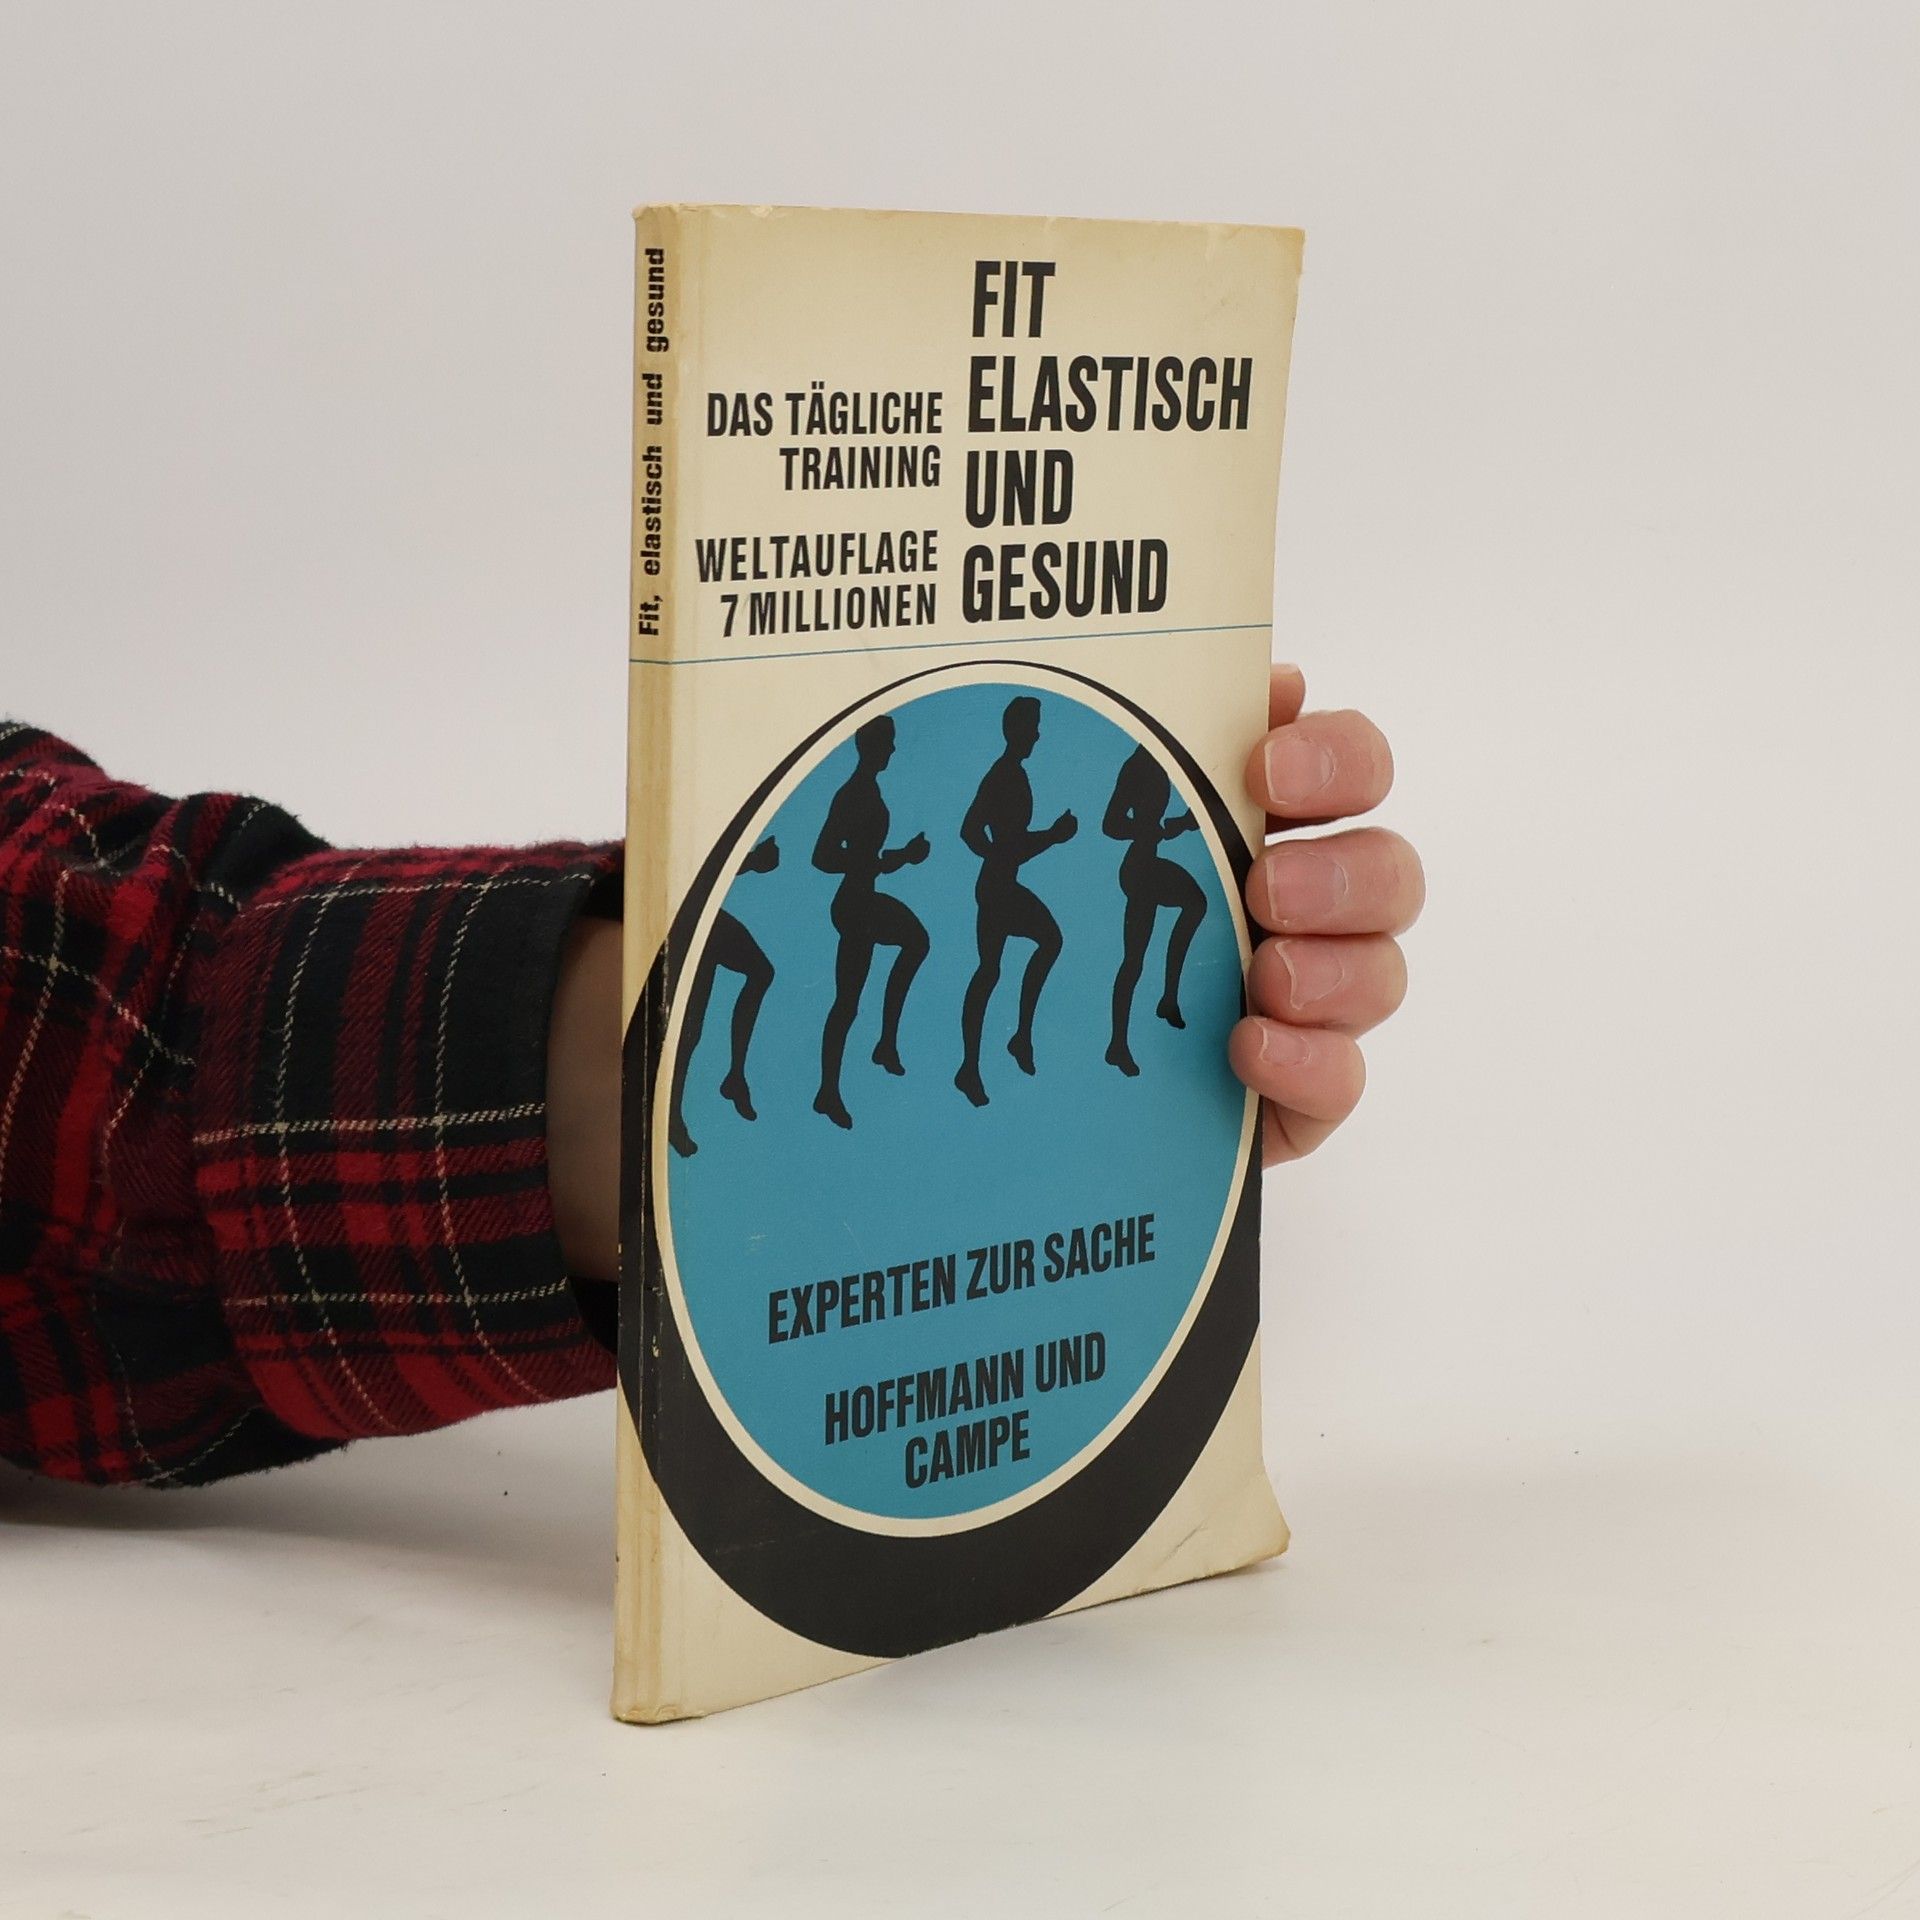 Fit, elastisch und gesund
FIT
ELASTISCH
UND
GESUND
DAS TÄGLICHE
TRAINING
WELTAUFLAGE
7 MILLIONEN
EXPERTEN ZUR SACHE
HOFFMANN UND
CAMPE